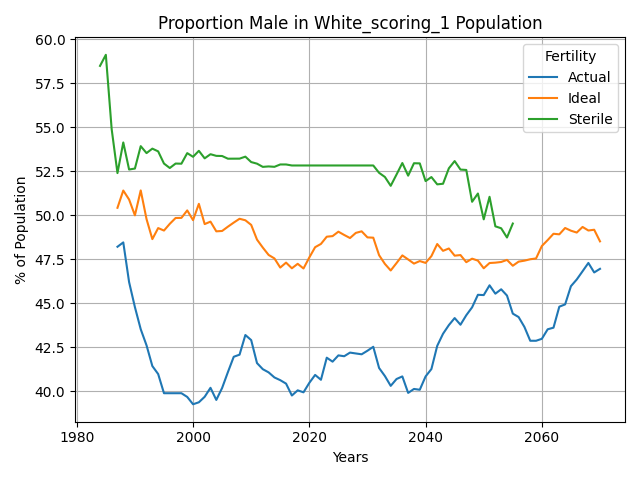 Proportion Male in White_scoring_1 Population
60.0
57.5
55.0
52.5
50.0
47.5
45.0
42.5
40.0
% of Population
Fertility
Actual
Ideal
Sterile
1980
2000
2020
2040
2060
Years